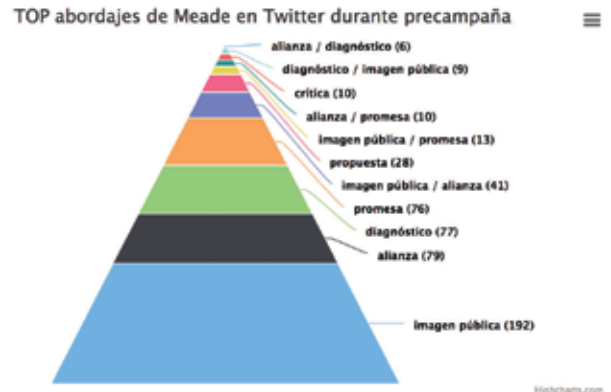 TOP abordajes de Meade en Twitter durante precampaña
alianza / diagnóstico (6)
diagnóstico / imagen pública (9)
crítica (10)
alianza / promesa (10)
imagen pública / promesa (13)
propuesta (28)
imagen pública / alianza (41)
promesa (76)
diagnóstico (77)
alianza (79)
imagen pública (192)
Highcharts.com